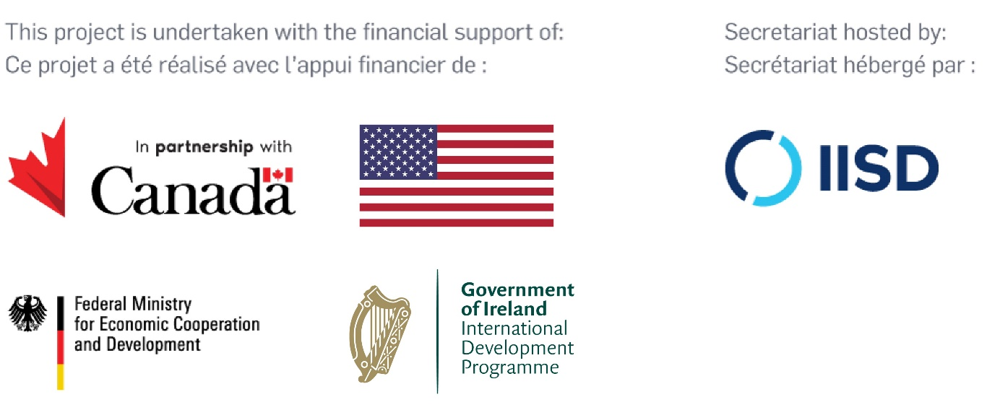 This project is undertaken with the financial support of:
Ce projet a été réalisé avec l'appui financier de :
Secretariat hosted by:
Secrétariat hébergé par :
In partnership with
Canada
IISD
Federal Ministry
for Economic Cooperation
and Development
Government
of Ireland
International
Development
Programme